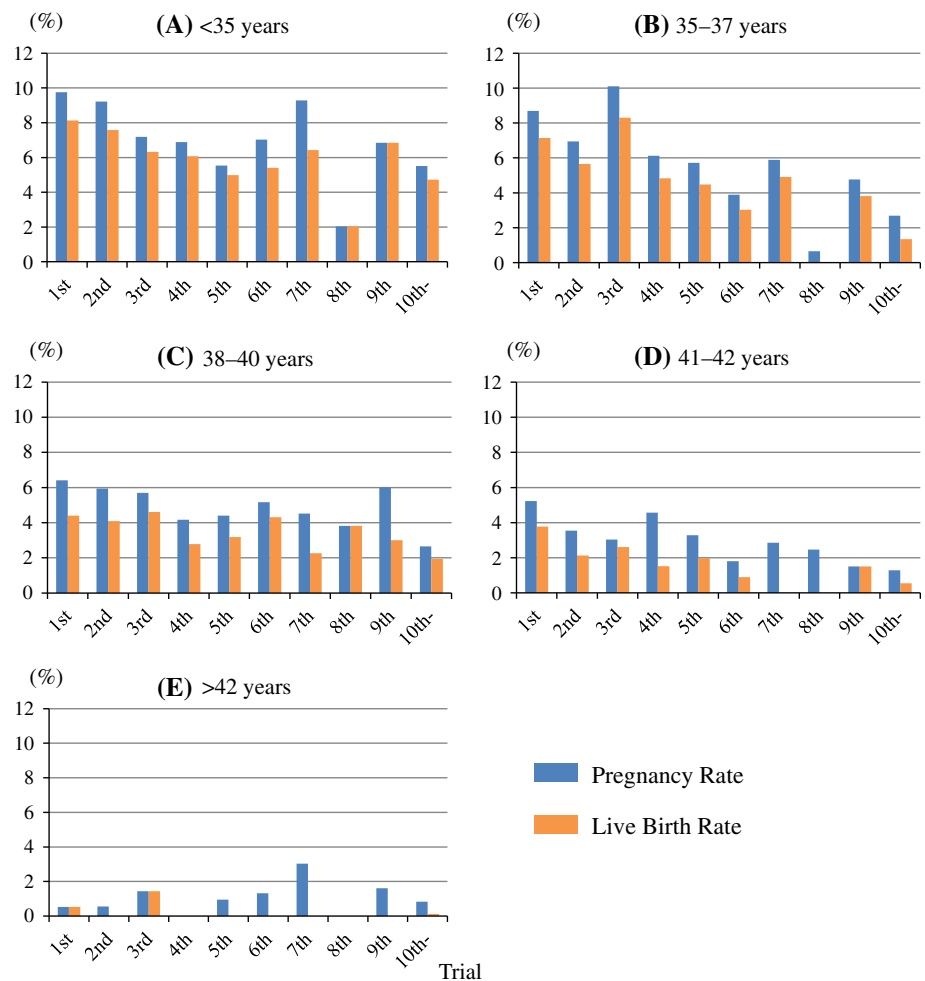 (%) (A) <35 years
12
10
8
6
4
2
0
1st 2nd 3rd 4th 5th 6th 7th 8th 9th 10th-
(%) (B) 35–37 years
12
10
8
6
4
2
0
1st 2nd 3rd 4th 5th 6th 7th 8th 9th 10th-
(%) (C) 38–40 years
12
10
8
6
4
2
0
1st 2nd 3rd 4th 5th 6th 7th 8th 9th 10th-
(%) (D) 41–42 years
12
10
8
6
4
2
0
1st 2nd 3rd 4th 5th 6th 7th 8th 9th 10th-
(%) (E) >42 years
12
10
8
6
4
2
0
1st 2nd 3rd 4th 5th 6th 7th 8th 9th 10th-
Trial
Pregnancy Rate
Live Birth Rate